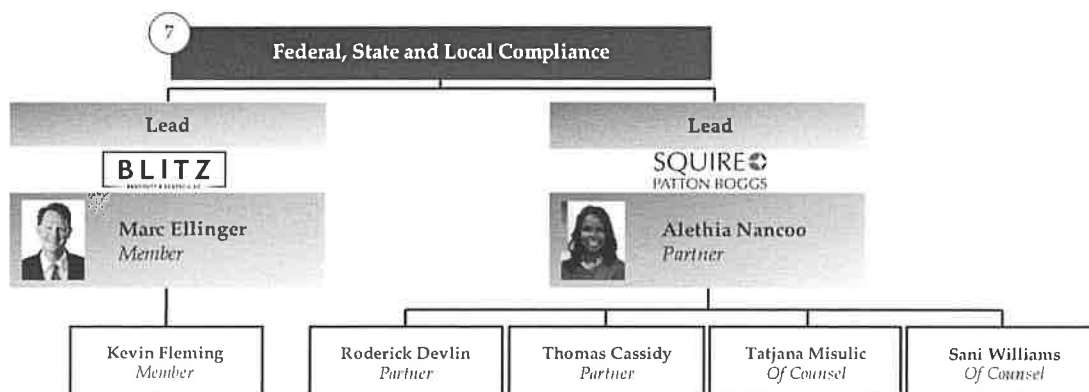 7
Federal, State and Local Compliance
Lead
BLITZ
Marc Ellinger
Member
Kevin Fleming
Member
Lead
SQUIRE
PATTON BOGGS
Alethia Nancoo
Partner
Roderick Devlin
Partner
Thomas Cassidy
Partner
Tatjana Misulic
Of Counsel
Sani Williams
Of Counsel